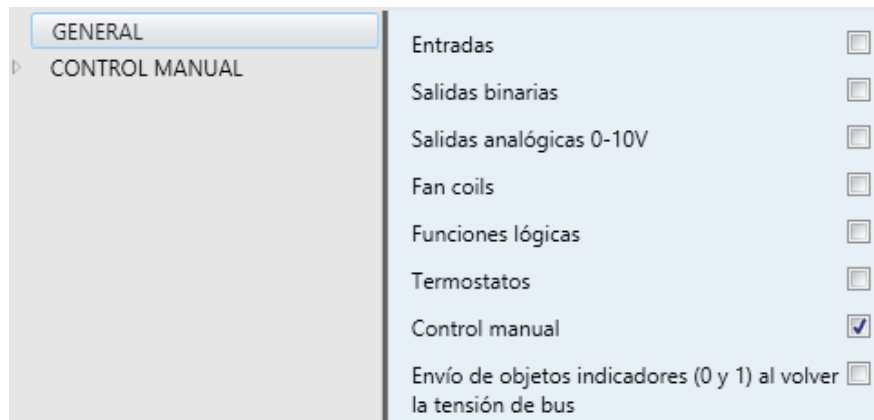 GENERAL
CONTROL MANUAL
Entradas
Salidas binarias
Salidas analógicas 0-10V
Fan coils
Funciones lógicas
Termostatos
Control manual
Envío de objetos indicadores (0 y 1) al volver
la tensión de bus